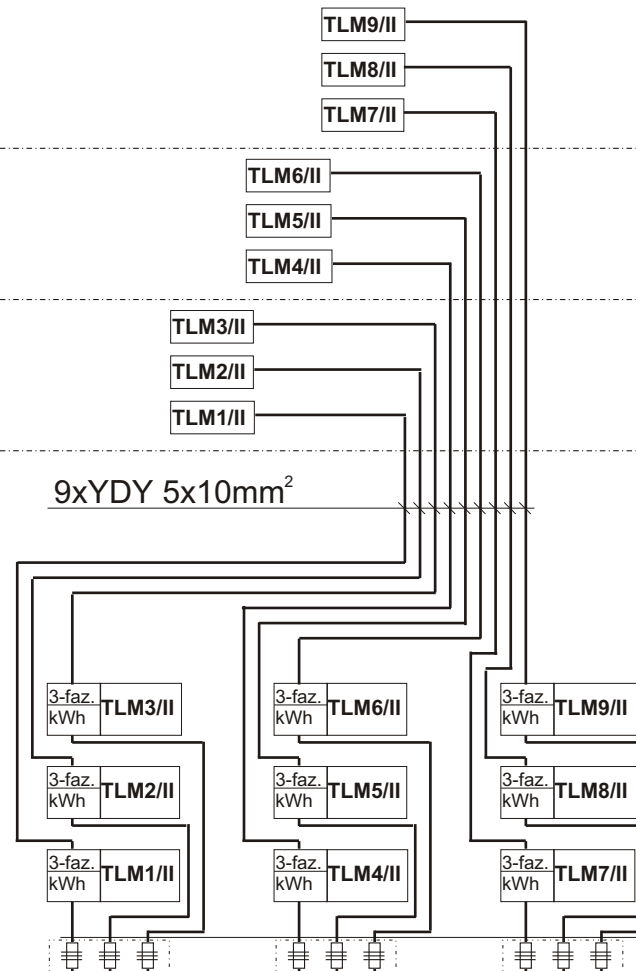 TLM9/II
TLM8/II
TLM7/II
TLM6/II
TLM5/II
TLM4/II
TLM3/II
TLM2/II
TLM1/II
9xYDY 5x10mm²
3-faz.
kWh
TLM3/II
3-faz.
kWh
TLM6/II
3-faz.
kWh
TLM9/II
3-faz.
kWh
TLM2/II
3-faz.
kWh
TLM5/II
3-faz.
kWh
TLM8/II
3-faz.
kWh
TLM1/II
3-faz.
kWh
TLM4/II
3-faz.
kWh
TLM7/II